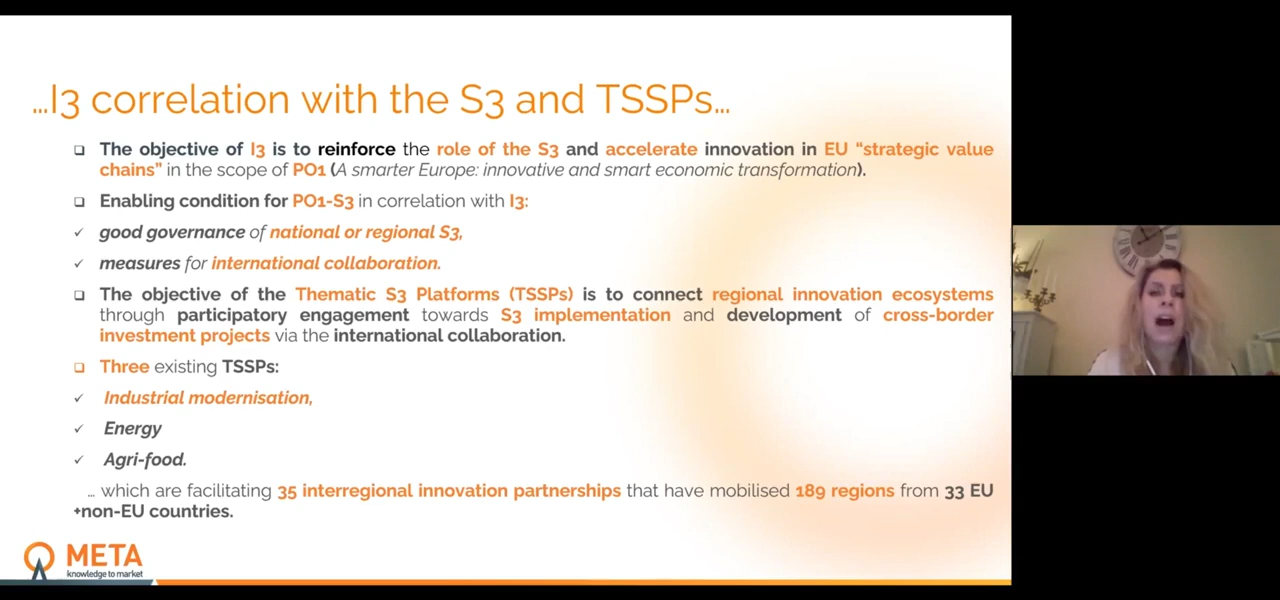 ...I3 correlation with the S3 and TSSPs...
❑ The objective of I3 is to reinforce the role of the S3 and accelerate innovation in EU “strategic value
chains” in the scope of PO1 (A smarter Europe: innovative and smart economic transformation).
❑ Enabling condition for PO1-S3 in correlation with I3:
✓ good governance of national or regional S3,
✓ measures for international collaboration.
❑ The objective of the Thematic S3 Platforms (TSSPs) is to connect regional innovation ecosystems
through participatory engagement towards S3 implementation and development of cross-border
investment projects via the international collaboration.
❑ Three existing TSSPs:
✓ Industrial modernisation,
✓ Energy
✓ Agri-food.
... which are facilitating 35 interregional innovation partnerships that have mobilised 189 regions from 33 EU
+non-EU countries.
META
knowledge to market